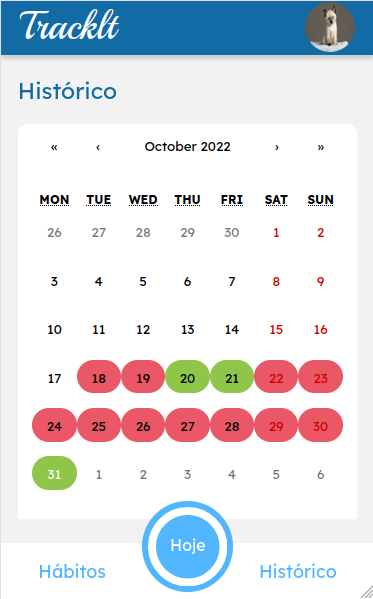 TrackIt
Histórico
« ‹ October 2022 › »
MON TUE WED THU FRI SAT SUN
26 27 28 29 30 1 2
3 4 5 6 7 8 9
10 11 12 13 14 15 16
17 18 19 20 21 22 23
24 25 26 27 28 29 30
31 1 2 3 4 5 6
Hábitos Hoje Histórico